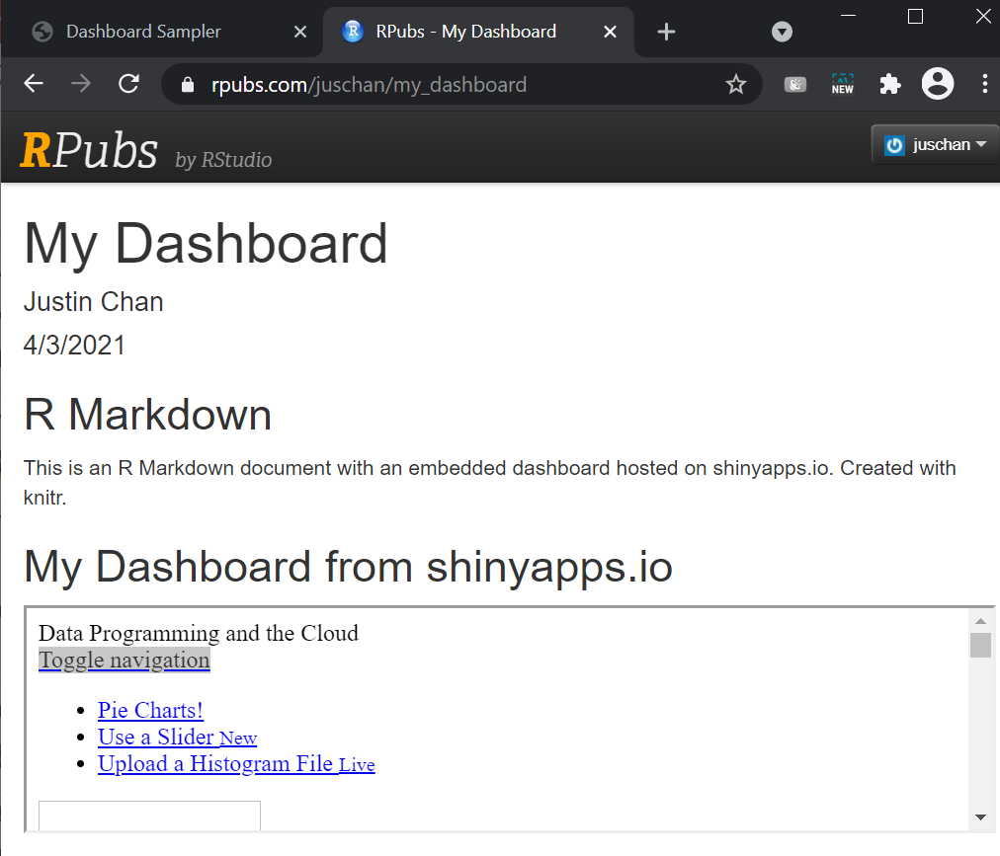 Dashboard Sampler
RPubs - My Dashboard
rpubs.com/juschan/my_dashboard
NEW
RPubs by RStudio
juschan
My Dashboard
Justin Chan
4/3/2021
R Markdown
This is an R Markdown document with an embedded dashboard hosted on shinyapps.io. Created with
knitr.
My Dashboard from shinyapps.io
Data Programming and the Cloud
Toggle navigation
Pie Charts!
Use a Slider New
Upload a Histogram File Live